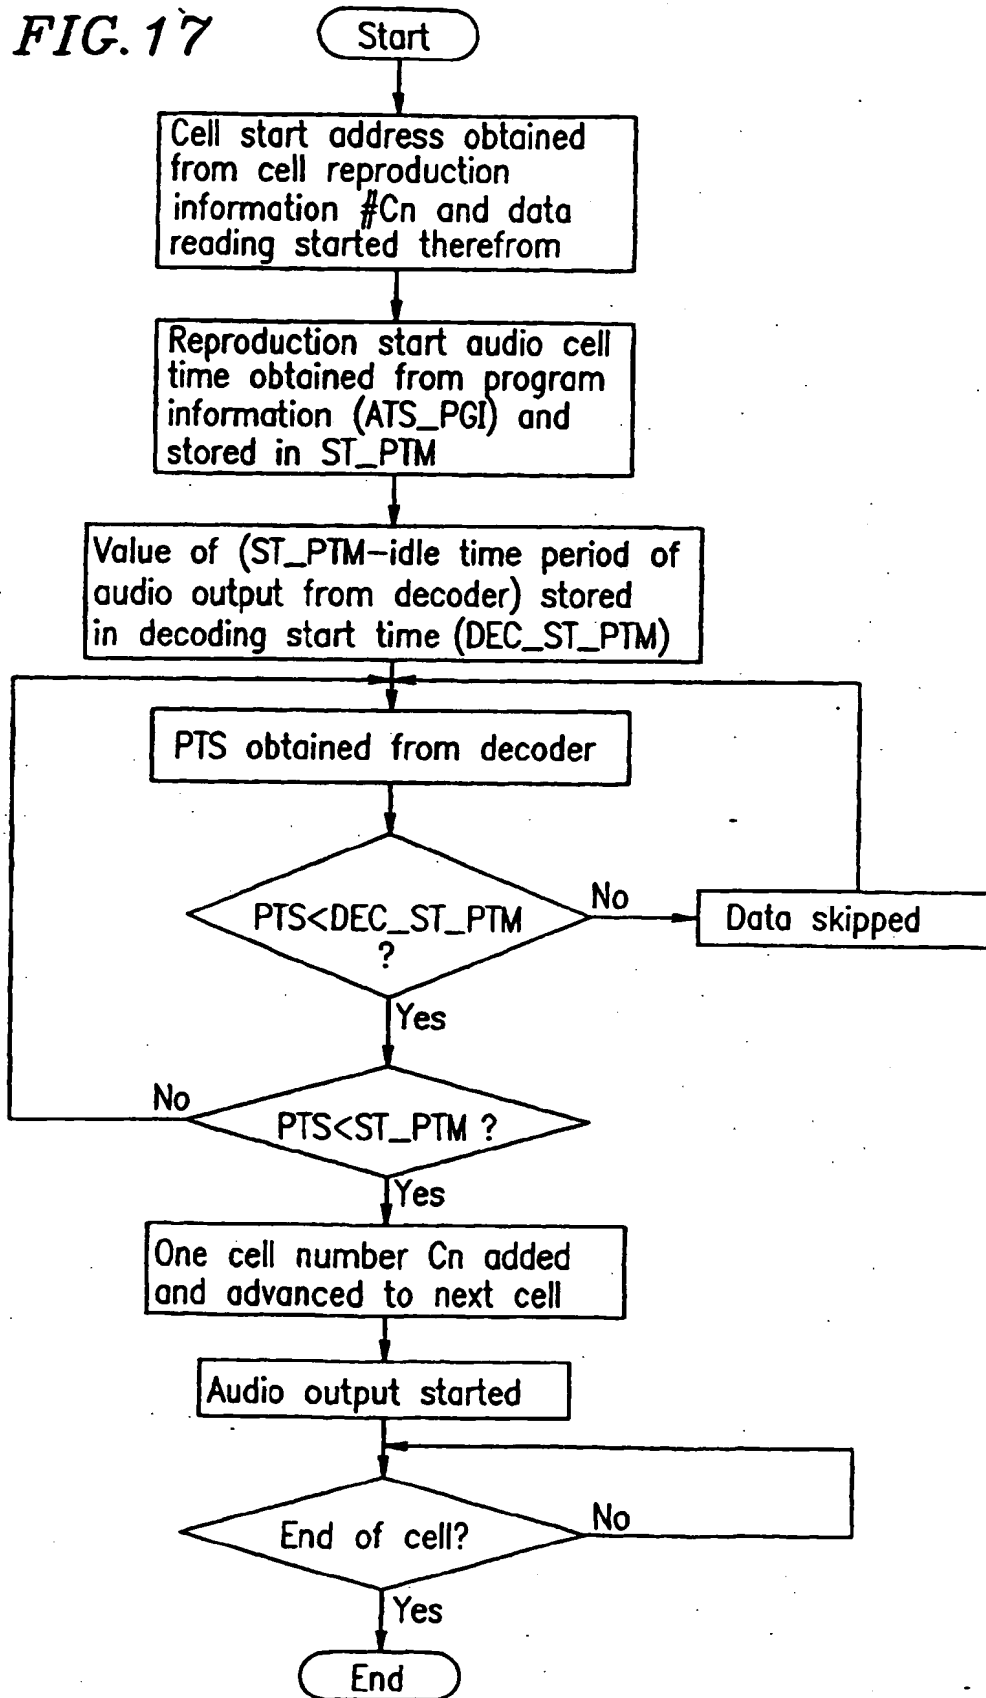 FIG. 17
Start
Cell start address obtained
from cell reproduction
information #Cn and data
reading started therefrom
Reproduction start audio cell
time obtained from program
information (ATS_PGI) and
stored in ST_PTM
Value of (ST_PTM-idle time period of
audio output from decoder) stored
in decoding start time (DEC_ST_PTM)
PTS obtained from decoder
PTS<DEC_ST_PTM
?
No
Data skipped
Yes
No
PTS<ST_PTM ?
Yes
One cell number Cn added
and advanced to next cell
Audio output started
End of cell?
No
Yes
End